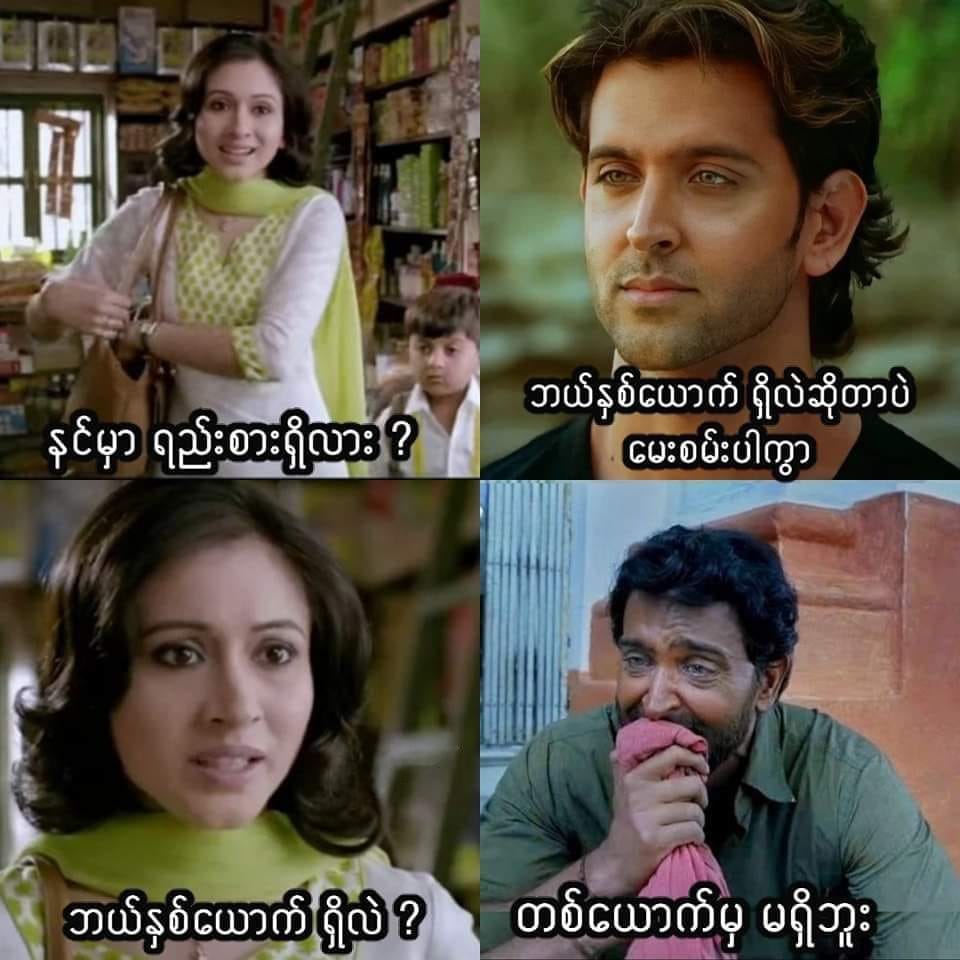 နင်မှာ ရည်းစားရှိလား ?
ဘယ်နှစ်ယောက် ရှိလဲဆိုတာပဲ
မေးစမ်းပါကွာ
ဘယ်နှစ်ယောက် ရှိလဲ ?
တစ်ယောက်မှ မရှိဘူး